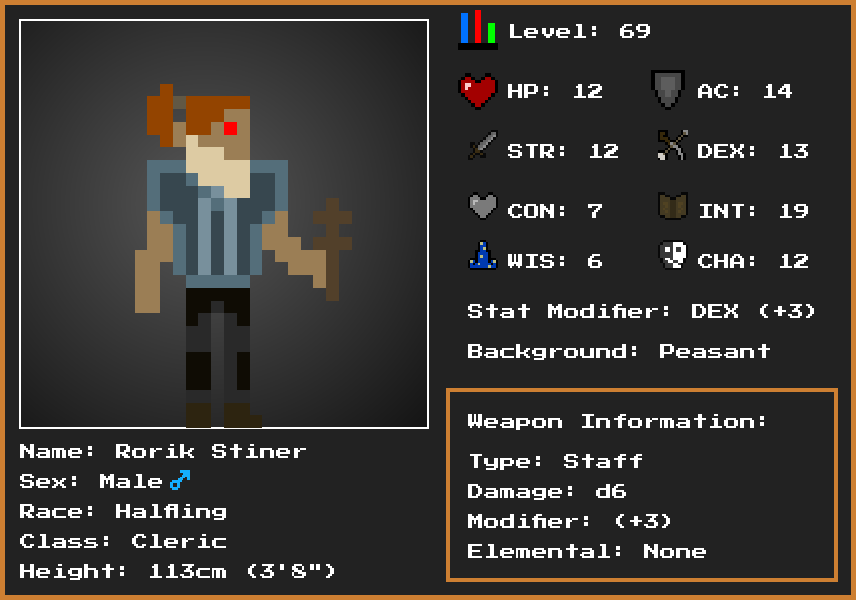 Level: 69
HP: 12 AC: 14
STR: 12 DEX: 13
CON: 7 INT: 19
WIS: 6 CHA: 12
Stat Modifier: DEX (+3)
Background: Peasant
Weapon Information:
Type: Staff
Damage: d6
Modifier: (+3)
Elemental: None
Name: Rorik Stiner
Sex: Male ♂
Race: Halfling
Class: Cleric
Height: 113cm (3'8")